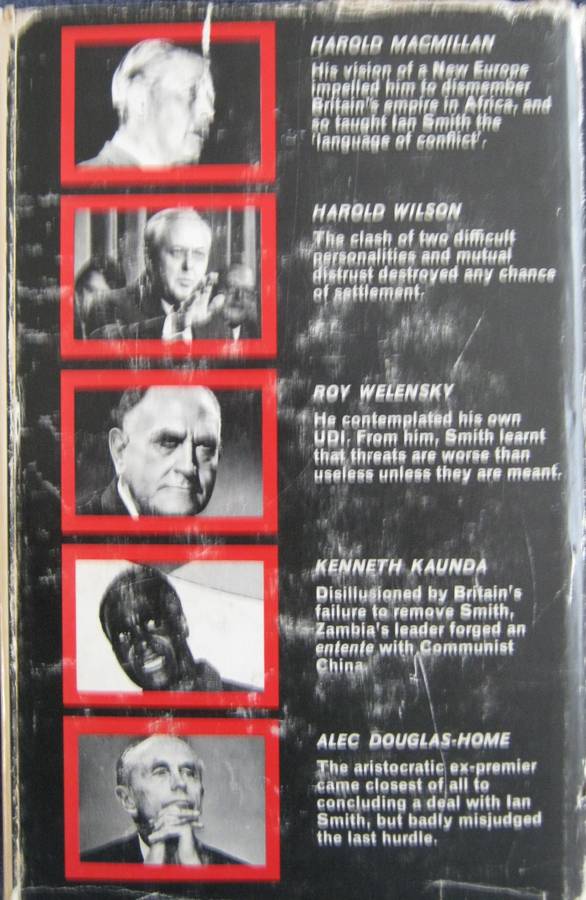 HAROLD MACMILLAN
His vision of a New Europe
impelled him to dismember
Britain's empire in Africa, and
so taught Ian Smith the
'language of conflict'.
HAROLD WILSON
The clash of two difficult
personalities and mutual
distrust destroyed any chance
of settlement.
ROY WELENSKY
He contemplated his own
UDI. From him, Smith learnt
that threats are worse than
useless unless they are meant.
KENNETH KAUNDA
Disillusioned by Britain's
failure to remove Smith,
Zambia's leader forged an
entente with Communist
China.
ALEC DOUGLAS-HOME
The aristocratic ex-premier
came closest of all to
concluding a deal with Ian
Smith, but badly misjudged
the last hurdle.